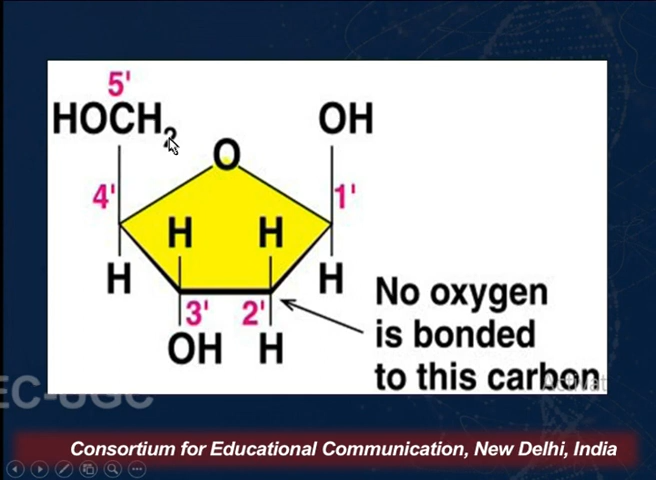 5'
HOCH2
OH
O
4'
1'
H
H
H
H
3'
2'
OH
H
No oxygen
is bonded
to this carbon
EC-UGC
Activat
Consortium for Educational Communication, New Delhi, India